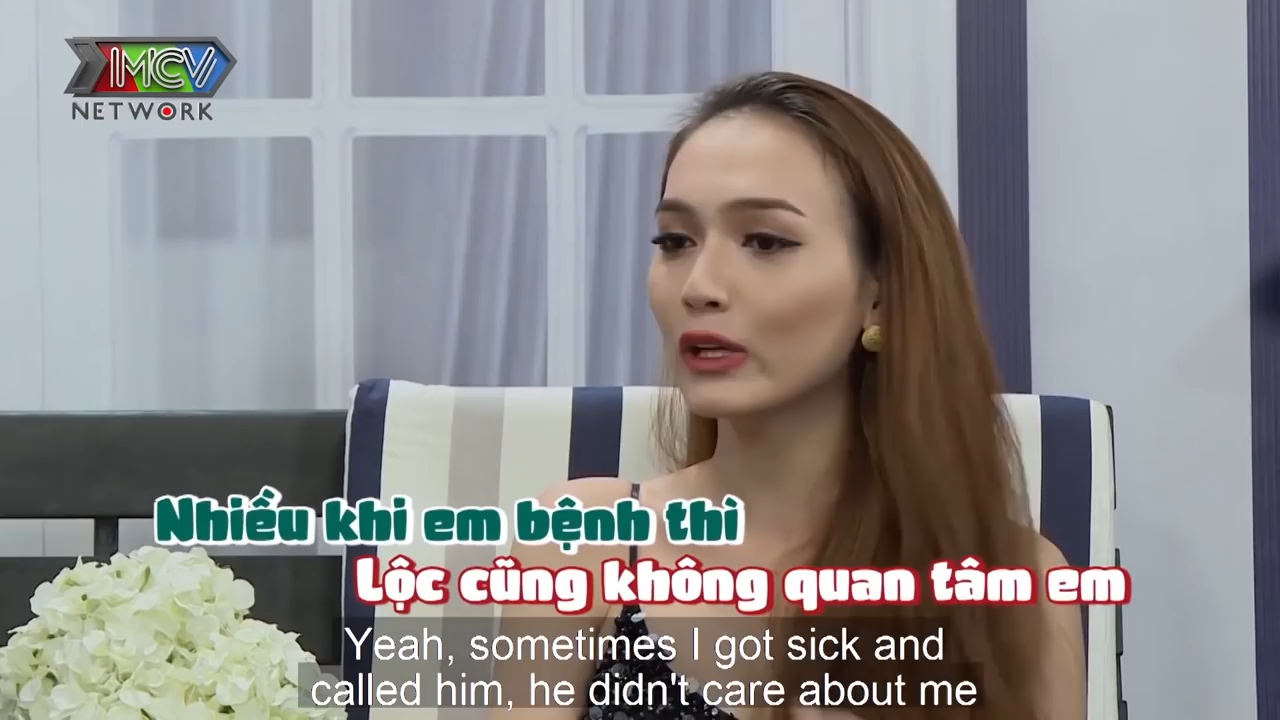 MCV
NETWORK
Nhiều khi em bệnh thì
Lộc cũng không quan tâm em
Yeah, sometimes I got sick and
called him, he didn't care about me